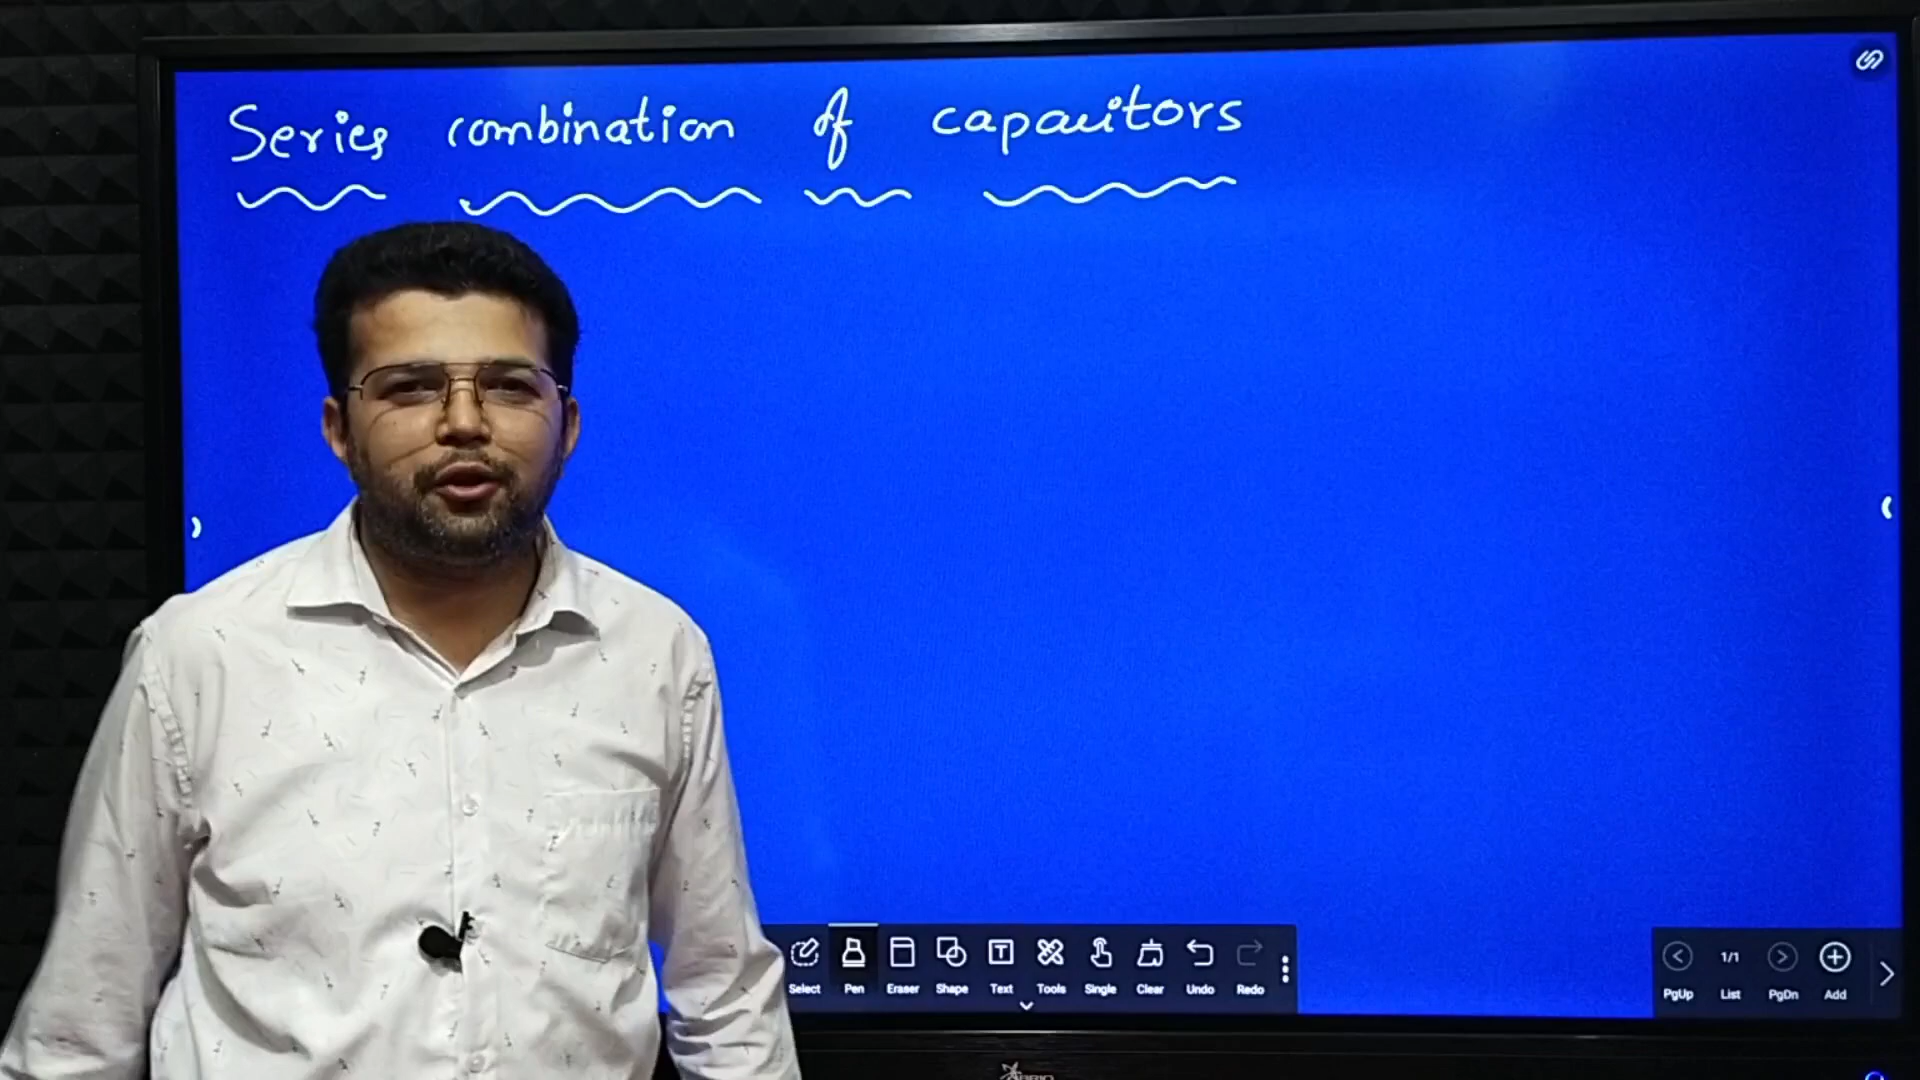 Series combination of capacitors
Select Pen Eraser Shape Text Tools Single Clear Undo Redo
1/1
PgUp List PgDn Add